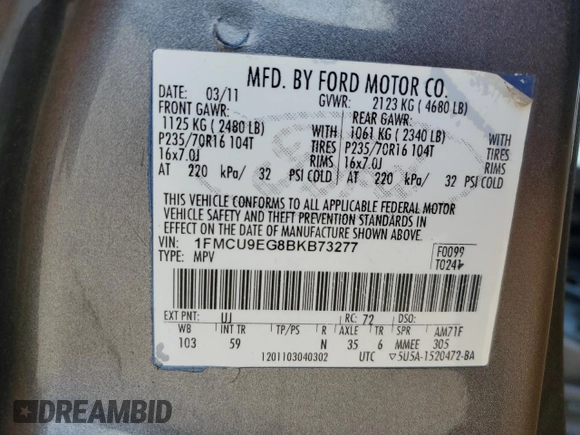 MFD. BY FORD MOTOR CO.
DATE: 03/11 GVWR: 2123 KG ( 4680 LB)
FRONT GAWR: REAR GAWR:
1125 KG ( 2480 LB) WITH 1061 KG ( 2340 LB) WITH
P235/70R16 104T TIRES P235/70R16 104T TIRES
16x7.0J RIMS 16x7.0J RIMS
AT 220 kPa/ 32 PSI COLD AT 220 kPa/ 32 PSI COLD
THIS VEHICLE CONFORMS TO ALL APPLICABLE FEDERAL MOTOR
VEHICLE SAFETY AND THEFT PREVENTION STANDARDS IN
EFFECT ON THE DATE OF MANUFACTURE SHOWN ABOVE.
VIN: 1FMCU9EG8BKB73277 F0099
TYPE: MPV T024
EXT PNT: UJ RC: 72 DSO:
WB INT TR TP/PS R AXLE TR SPR AM71F
103 59 N 35 6 MMEE 305
1201103040302 UTC ▽5U5A-1520472-BA
DREAMBID